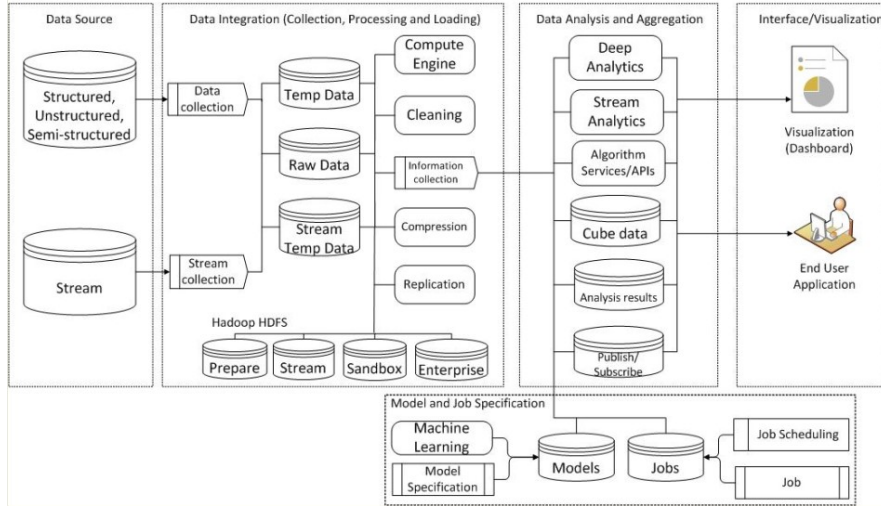 Data Source
Data Integration (Collection, Processing and Loading)
Data Analysis and Aggregation
Interface/Visualization
Structured,
Unstructured,
Semi-structured
Data
collection
Temp Data
Compute
Engine
Cleaning
Raw Data
Information
collection
Stream
Stream
collection
Stream
Temp Data
Compression
Replication
Hadoop HDFS
Prepare
Stream
Sandbox
Enterprise
Deep
Analytics
Stream
Analytics
Algorithm
Services/APIs
Cube data
Analysis results
Publish/
Subscribe
Visualization
(Dashboard)
End User
Application
Model and Job Specification
Machine
Learning
Model
Specification
Models
Jobs
Job Scheduling
Job